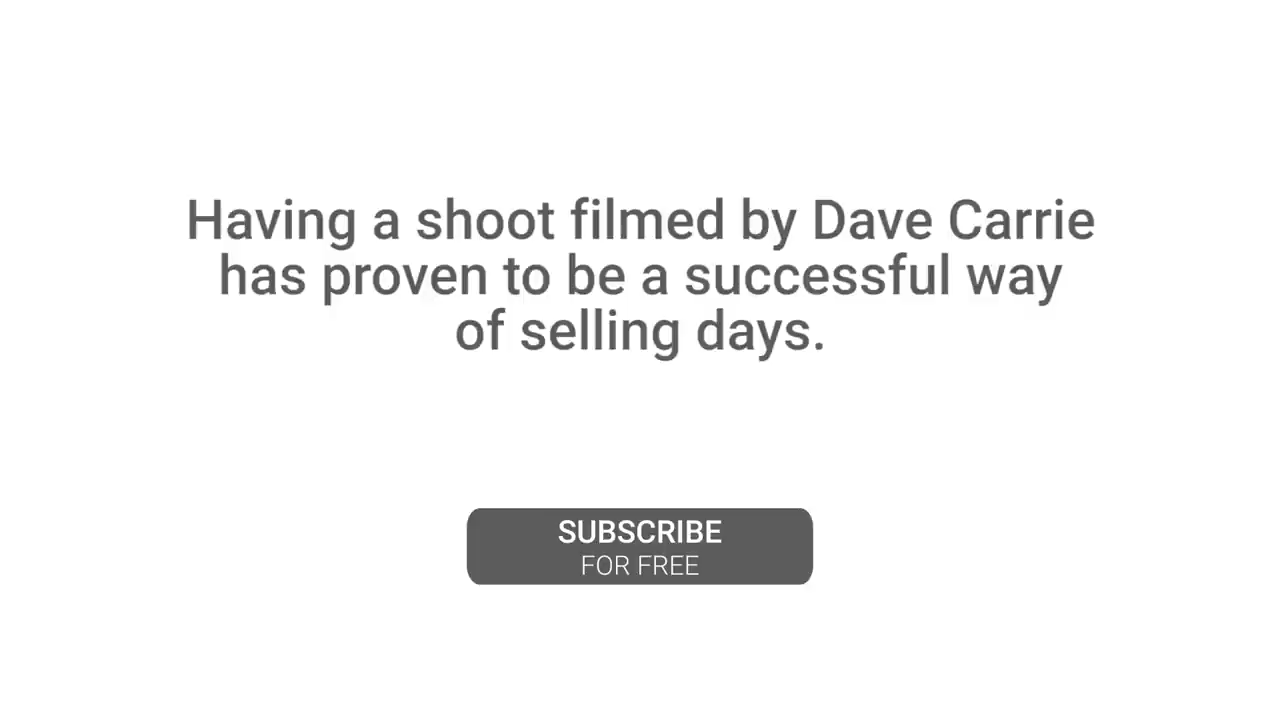 Having a shoot filmed by Dave Carrie
has proven to be a successful way
of selling days.
SUBSCRIBE
FOR FREE